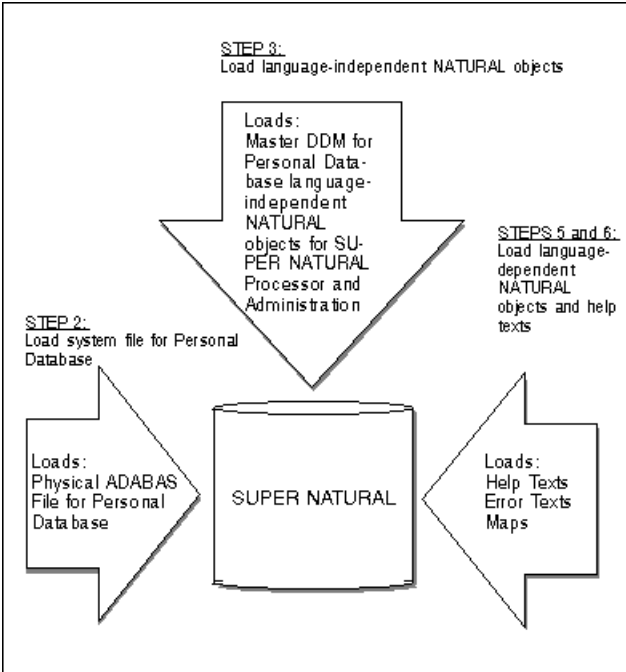 STEP 3:
Load language-independent NATURAL objects
Loads:
Master DDM for
Personal Data-
base language-
independent
NATURAL
objects for SU-
PER NATURAL
Processor and
Administration
STEPS 5 and 6:
Load language-
dependent
NATURAL
objects and help
texts
STEP 2:
Load system file for Personal
Database
Loads:
Physical ADABAS
File for Personal
Database
SUPER NATURAL
Loads:
Help Texts
Error Texts
Maps